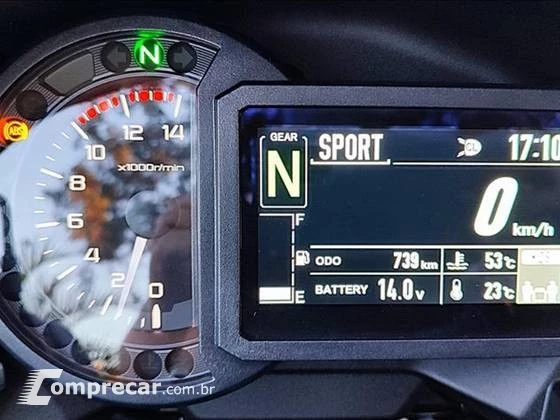 N
ABS
14
12
10
x1000r/min
8
6
4
2
0
GEAR
N
SPORT
17:10
0 km/h
F
E
ODO 739 km
53°C
BATTERY 14.0 V
23°C
Comprecar.com.br